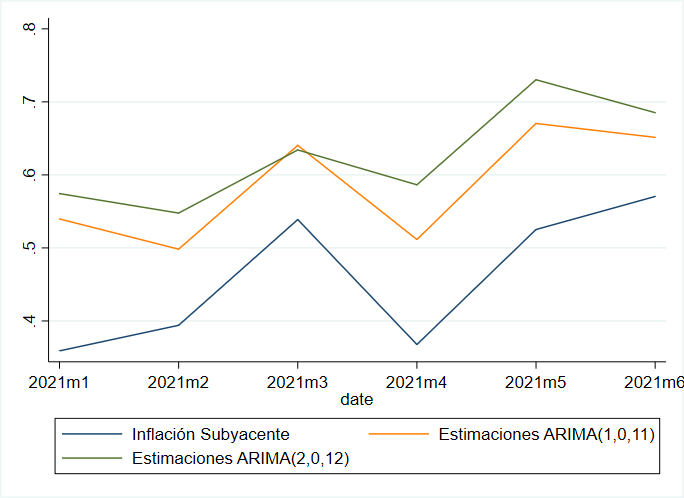 .8
.7
.6
.5
.4
2021m1 2021m2 2021m3 2021m4 2021m5 2021m6
date
Inflación Subyacente Estimaciones ARIMA(1,0,11)
Estimaciones ARIMA(2,0,12)